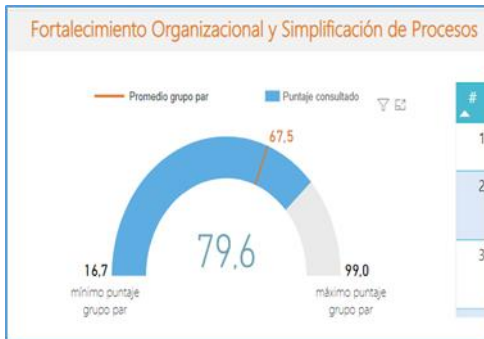 Fortalecimiento Organizacional y Simplificación de Procesos
Promedio grupo par
Puntaje consultado
#
67,5
1
2
79,6
3
16,7
99,0
mínimo puntaje
grupo par
máximo puntaje
grupo par